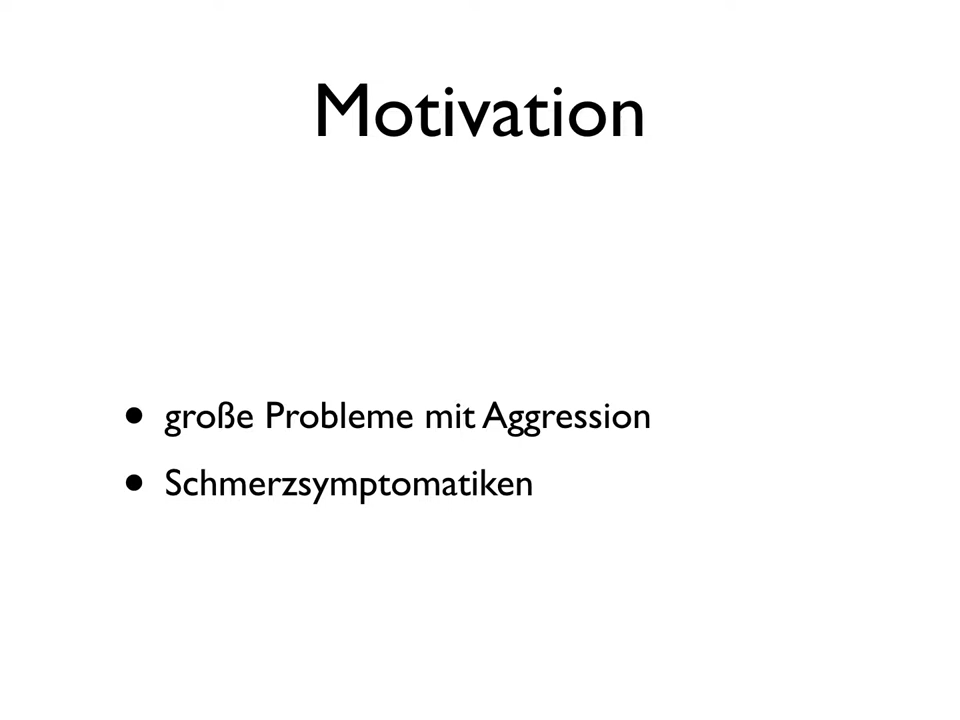 Motivation
• große Probleme mit Aggression
• Schmerzsymptomatiken